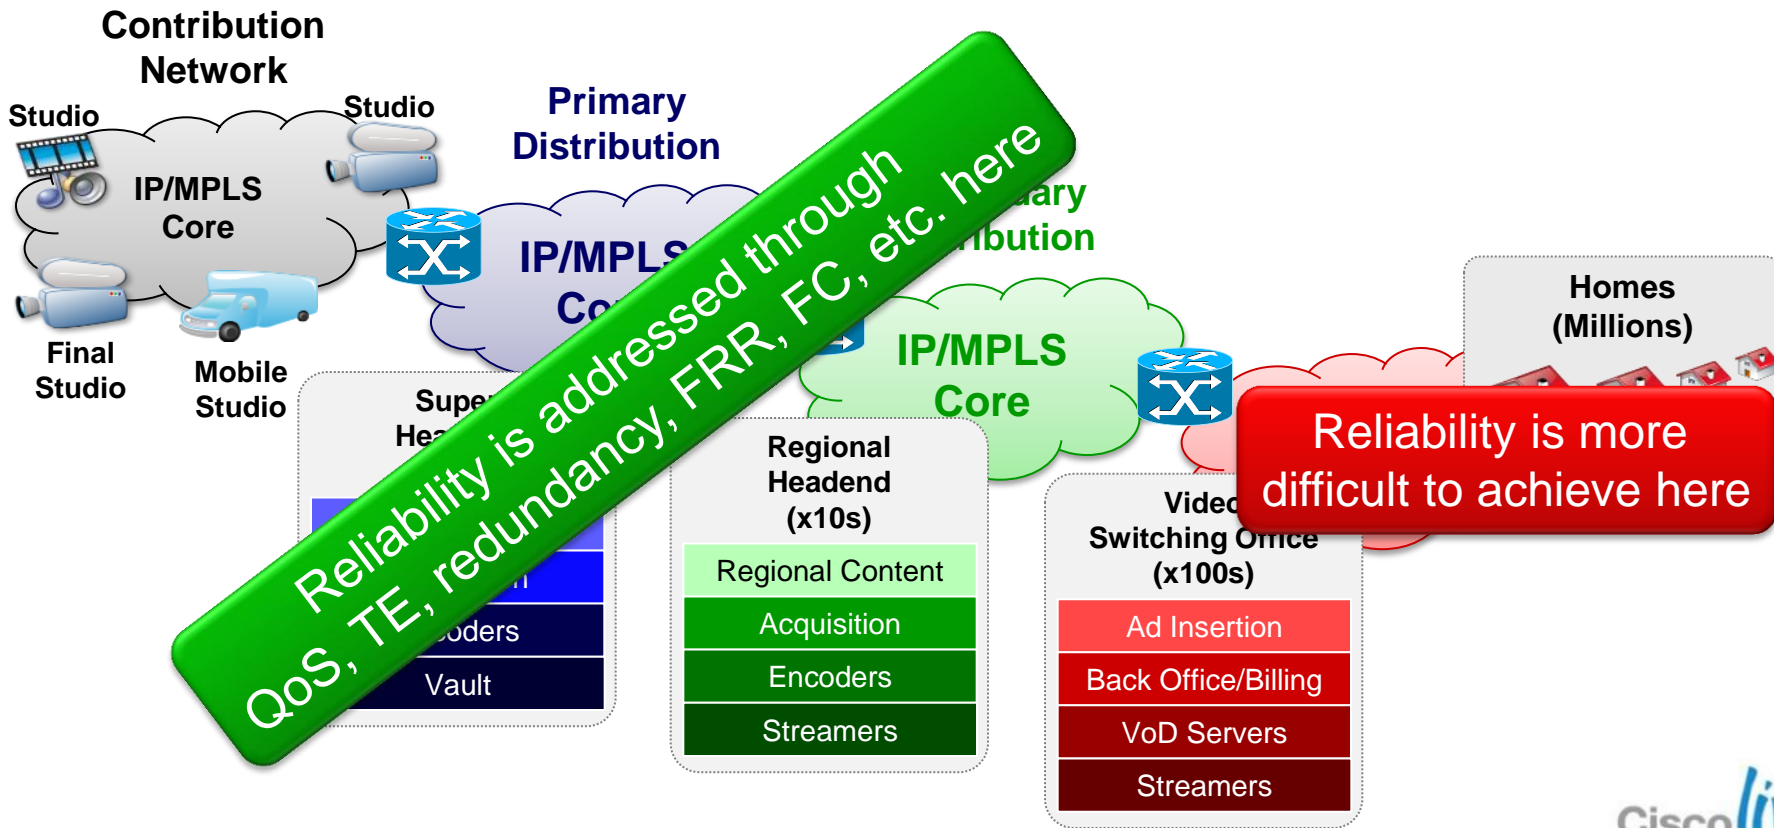 Contribution
Network
Studio
Studio
IP/MPLS
Core
Final
Studio
Mobile
Studio
Primary
Distribution
IP/MPLS
Reliability is addressed through
QoS, TE, redundancy, FRR, FC, etc. here
IP/MPLS
Core
Vault
Regional
Headend
(x10s)
Regional Content
Acquisition
Encoders
Streamers
Homes
(Millions)
Reliability is more
difficult to achieve here
Video
Switching Office
(x100s)
Ad Insertion
Back Office/Billing
VoD Servers
Streamers
Cisco